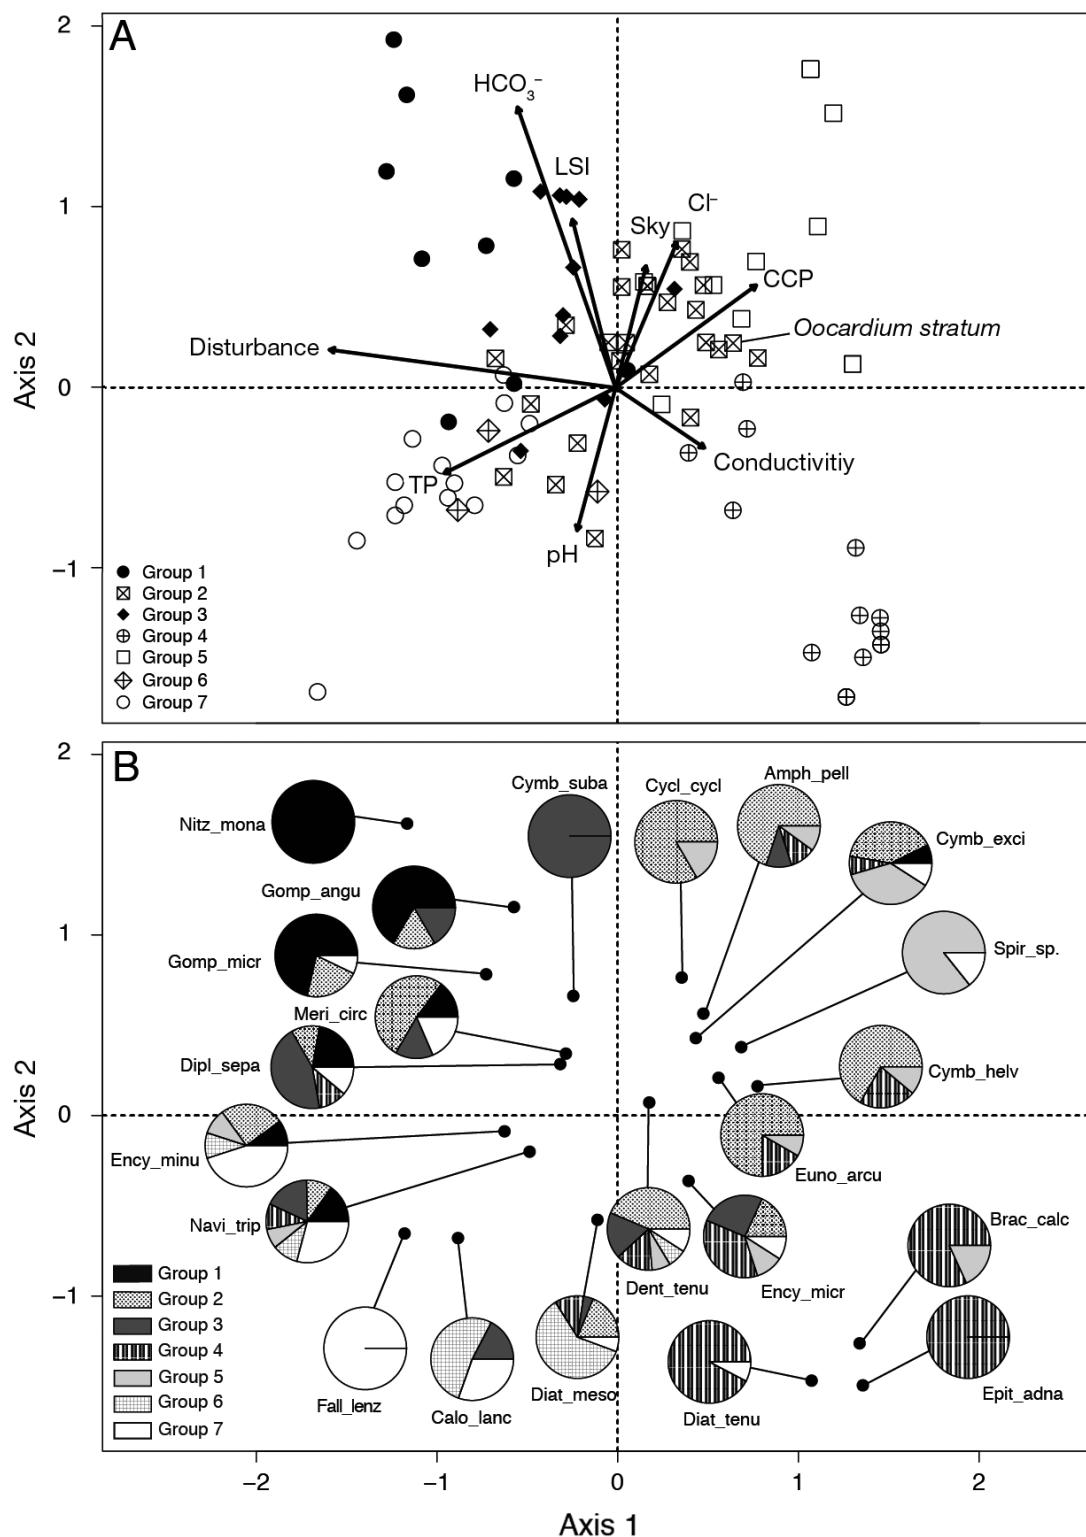 A
2
1
0
−1
Axis 2
HCO₃⁻
LSI
Cl⁻
Sky
CCP
Oocardium stratum
Disturbance
TP
Conductivitiy
pH
Group 1
Group 2
Group 3
Group 4
Group 5
Group 6
Group 7
B
2
1
0
−1
Axis 2
Cymb_suba
Cycl_cycl
Amph_pell
Nitz_mona
Cymb_exci
Gomp_angu
Gomp_micr
Spir_sp.
Meri_circ
Dipl_sepa
Cymb_helv
Ency_minu
Euno_arcu
Navi_trip
Brac_calc
Dent_tenu
Ency_micr
Fall_lenz
Calo_lanc
Diat_meso
Diat_tenu
Epit_adna
Group 1
Group 2
Group 3
Group 4
Group 5
Group 6
Group 7
−2 −1 0 1 2
Axis 1